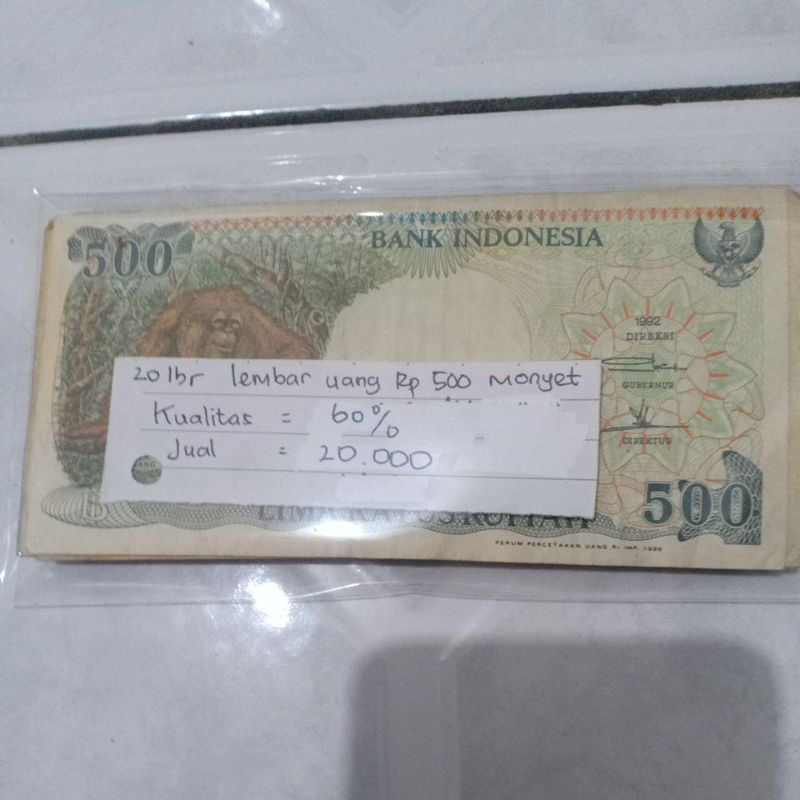 500
BANK INDONESIA
1992
DIREKSI
GUBERNUR
DIREKTUR
20 lbr lembar uang Rp 500 monyet
Kualitas = 60%
Jual = 20.000
500
PERUM PERCETAKAN UANG RI IMP. 1996